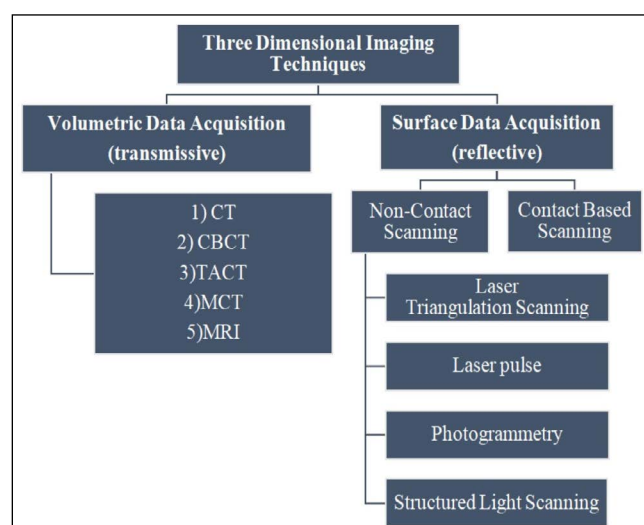 Three Dimensional Imaging
Techniques
Volumetric Data Acquisition
(transmissive)
1) CT
2) CBCT
3)TACT
4) MCT
5)MRI
Surface Data Acquisition
(reflective)
Non-Contact
Scanning
Contact Based
Scanning
Laser
Triangulation Scanning
Laser pulse
Photogrammetry
Structured Light Scanning